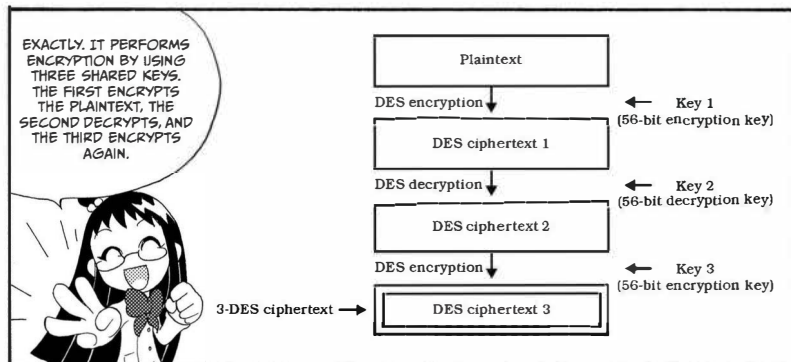 EXACTLY. IT PERFORMS
ENCRYPTION BY USING
THREE SHARED KEYS.
THE FIRST ENCRYPTS
THE PLAINTEXT, THE
SECOND DECRYPTS, AND
THE THIRD ENCRYPTS
AGAIN.
Plaintext
DES encryption
Key 1
(56-bit encryption key)
DES ciphertext 1
DES decryption
Key 2
(56-bit decryption key)
DES ciphertext 2
DES encryption
Key 3
(56-bit encryption key)
3-DES ciphertext
DES ciphertext 3